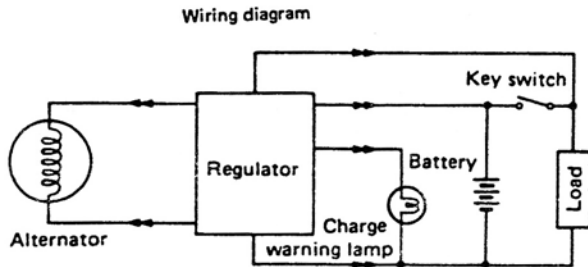 Wiring diagram
Key switch
Regulator
Battery
Load
Alternator
Charge
warning lamp